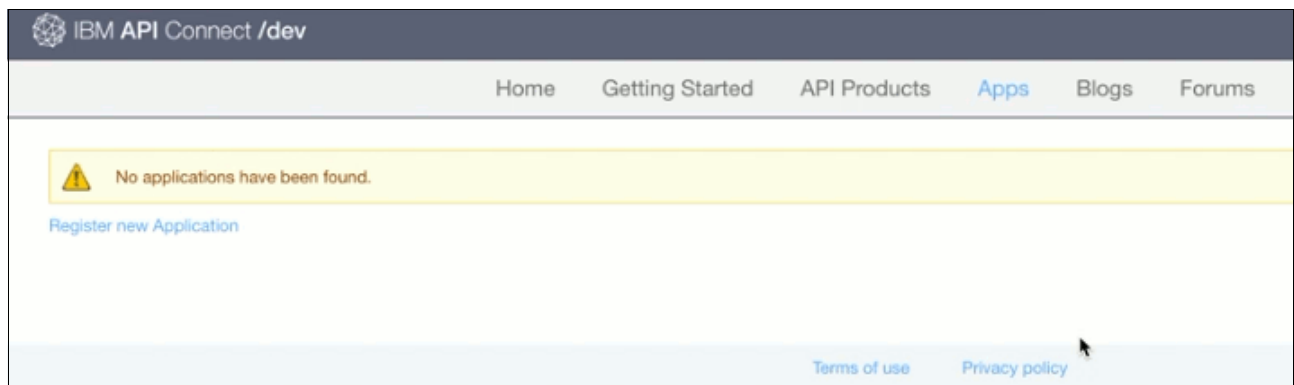 IBM API Connect /dev
Home Getting Started API Products Apps Blogs Forums
No applications have been found.
Register new Application
Terms of use Privacy policy